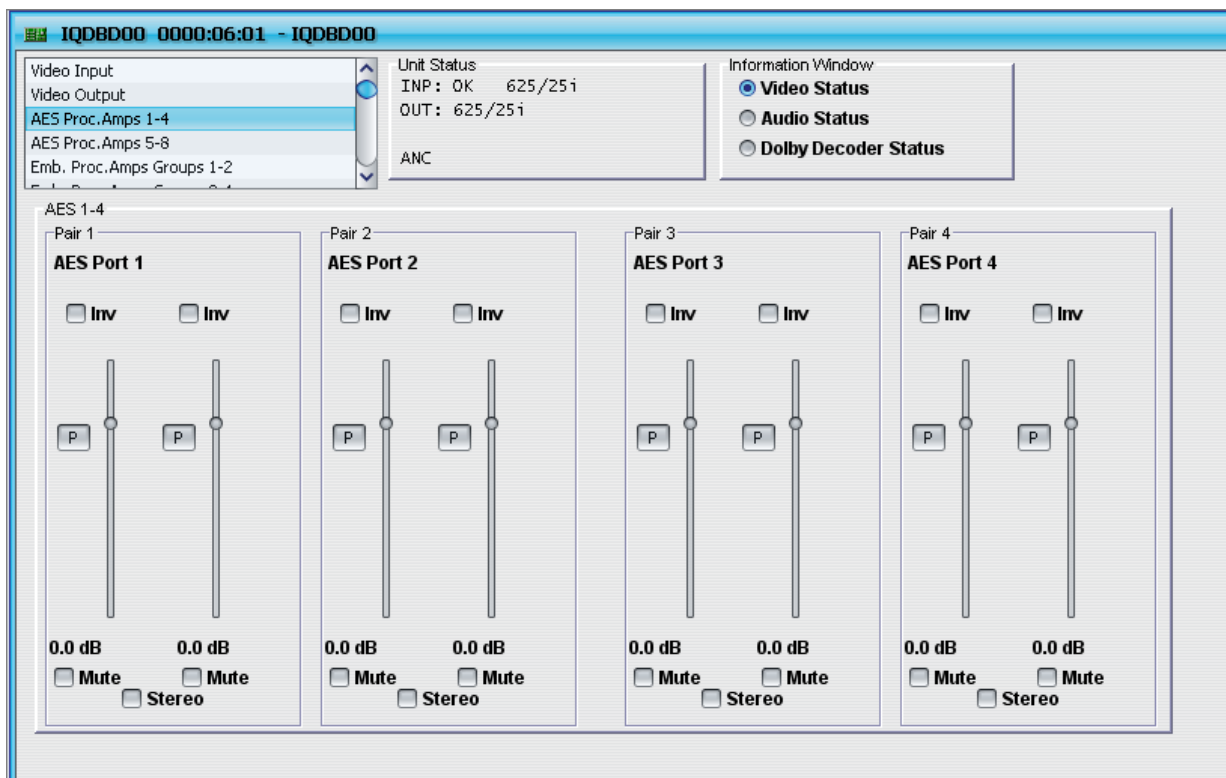 IQDBD00 0000:06:01 - IQDBD00
Video Input
Video Output
AES Proc.Amps 1-4
AES Proc.Amps 5-8
Emb. Proc.Amps Groups 1-2
Unit Status
INP: OK 625/25i
OUT: 625/25i
ANC
Information Window
Video Status
Audio Status
Dolby Decoder Status
AES 1-4
Pair 1 Pair 2 Pair 3 Pair 4
AES Port 1 AES Port 2 AES Port 3 AES Port 4
Inv Inv Inv Inv Inv Inv Inv Inv
P P P P P P P P
0.0 dB 0.0 dB 0.0 dB 0.0 dB 0.0 dB 0.0 dB 0.0 dB 0.0 dB
Mute Mute Mute Mute Mute Mute Mute Mute
Stereo Stereo Stereo Stereo